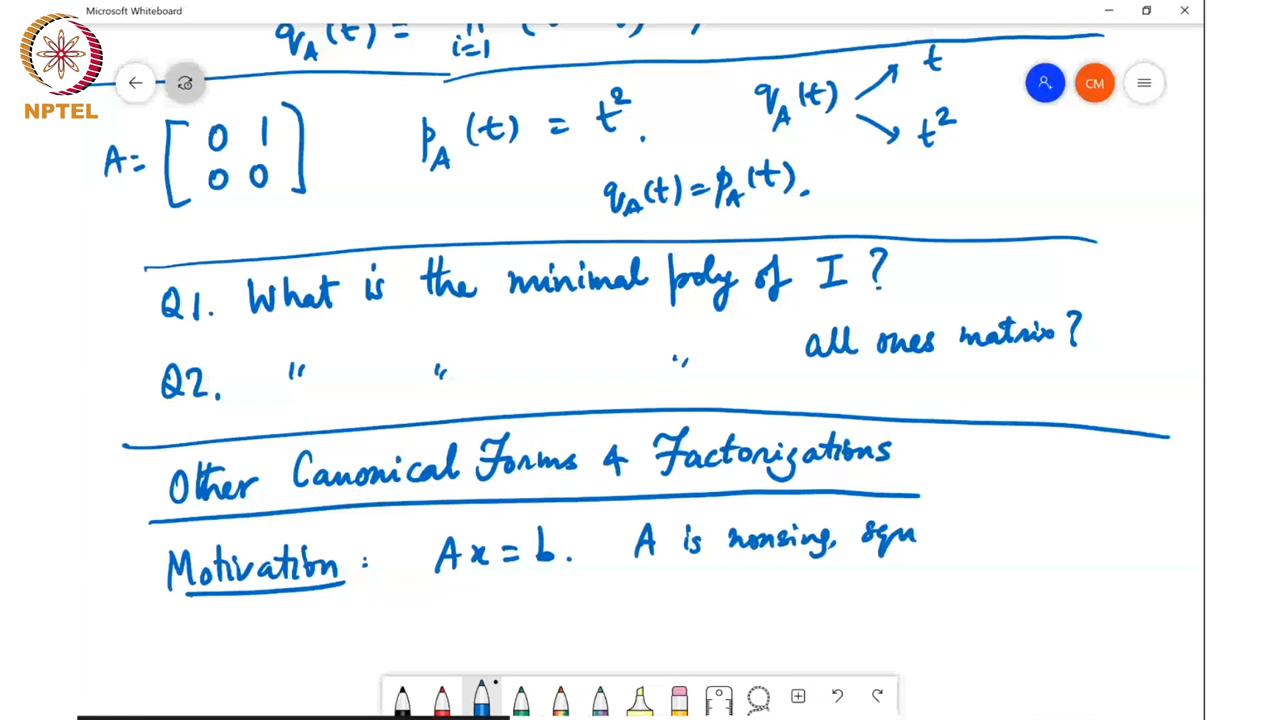 Microsoft Whiteboard
q_A(t) = π i=1
NPTEL
CM
A = [0 1
0 0]
p_A(t) = t².
q_A(t) t
t²
q_A(t) = p_A(t).
Q1. What is the minimal poly of I?
Q2. " " " all ones matrix?
Other Canonical Forms & Factorizations
Motivation : Ax = b. A is nonsing, squ